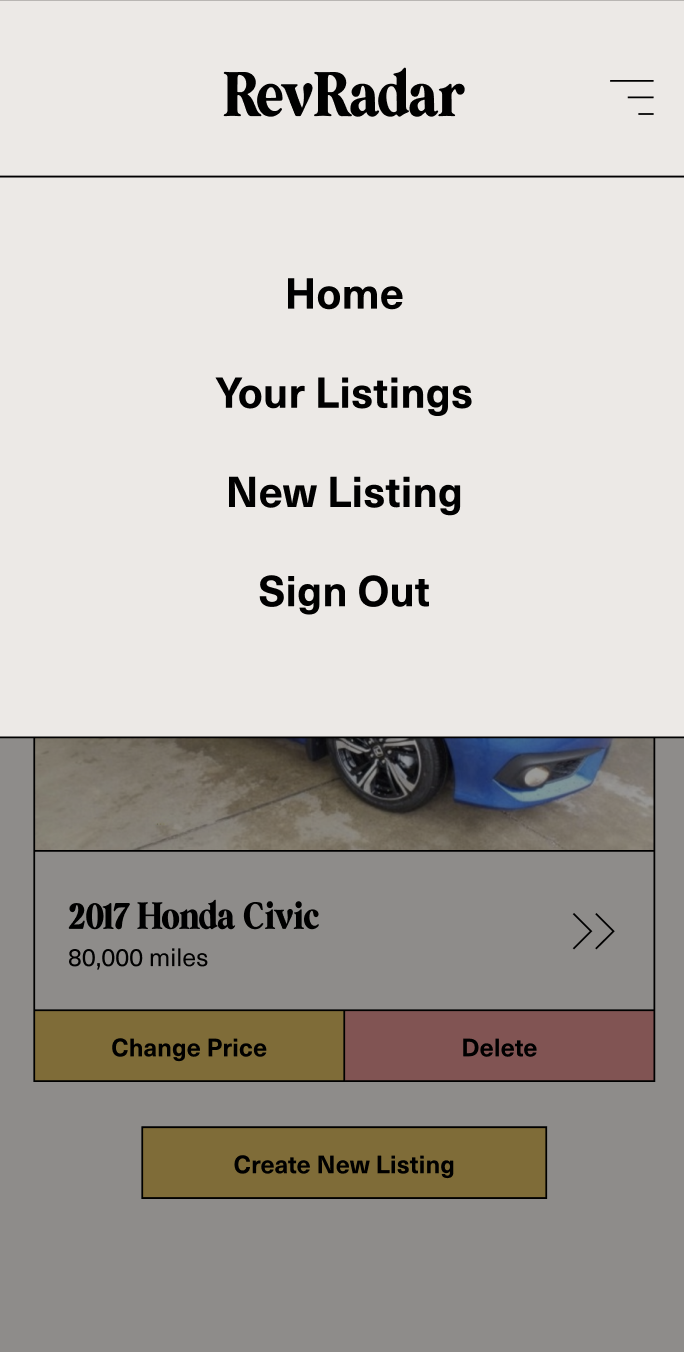 RevRadar
Home
Your Listings
New Listing
Sign Out
2017 Honda Civic
80,000 miles
Change Price
Delete
Create New Listing